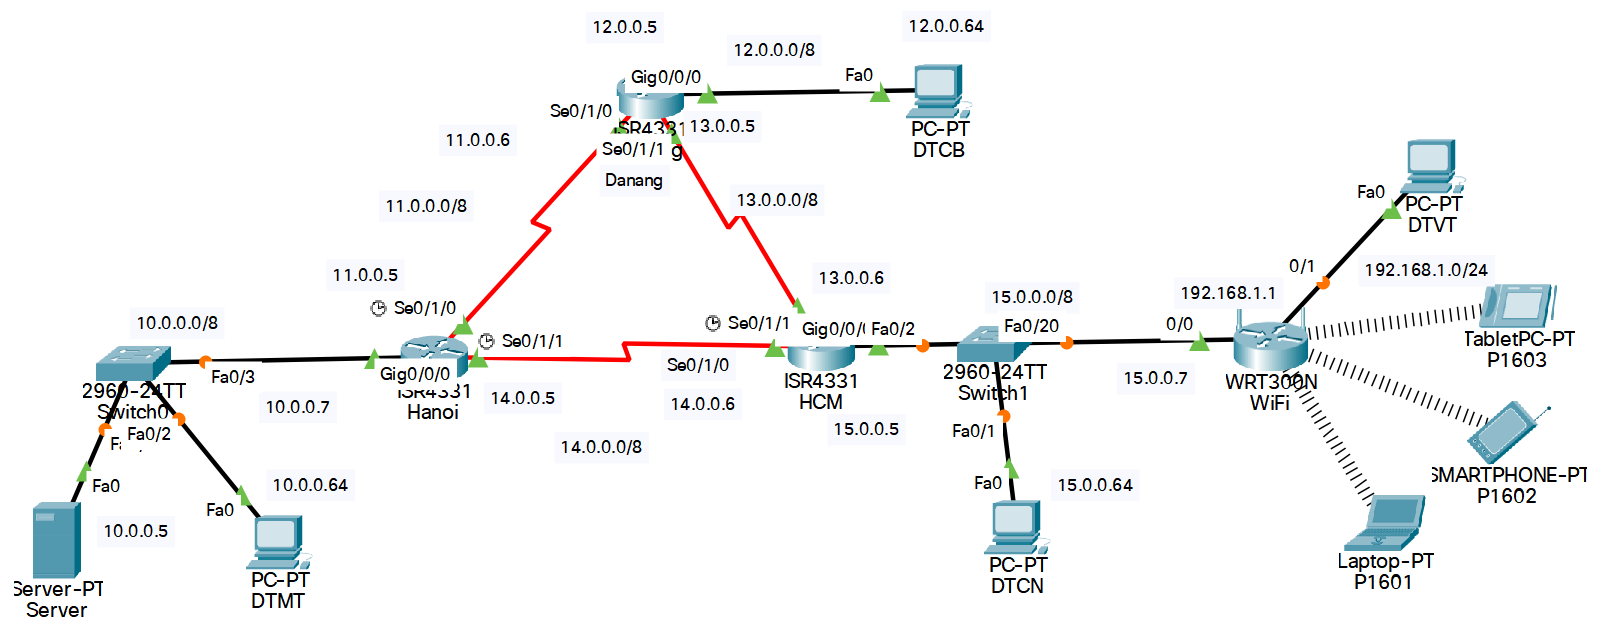 12.0.0.5
12.0.0.64
12.0.0.0/8
Gig0/0/0
Fa0
Se0/1/0
ISR4331
13.0.0.5
PC-PT
DTCB
11.0.0.6
Se0/1/1
Danang
13.0.0.0/8
11.0.0.0/8
Fa0
PC-PT
DTVT
11.0.0.5
13.0.0.6
0/1
192.168.1.0/24
Se0/1/0
192.168.1.1
15.0.0.0/8
10.0.0.0/8
Se0/1/1
Se0/1/1
Gig0/0/
Fa0/2
Fa0/20
0/0
TabletPC-PT
P1603
Fa0/3
Gig0/0/0
Se0/1/0
2960-24TT
Switch0
ISR4331
Hanoi
ISR4331
HCM
2960-24TT
Switch1
15.0.0.7
WRT300N
WiFi
10.0.0.7
14.0.0.5
14.0.0.6
15.0.0.5
Fa0/2
Fa0/1
14.0.0.0/8
SMARTPHONE-PT
P1602
Fa0
10.0.0.64
Fa0
15.0.0.64
Fa0
10.0.0.5
Server-PT
Server
PC-PT
DTMT
PC-PT
DTCN
Laptop-PT
P1601